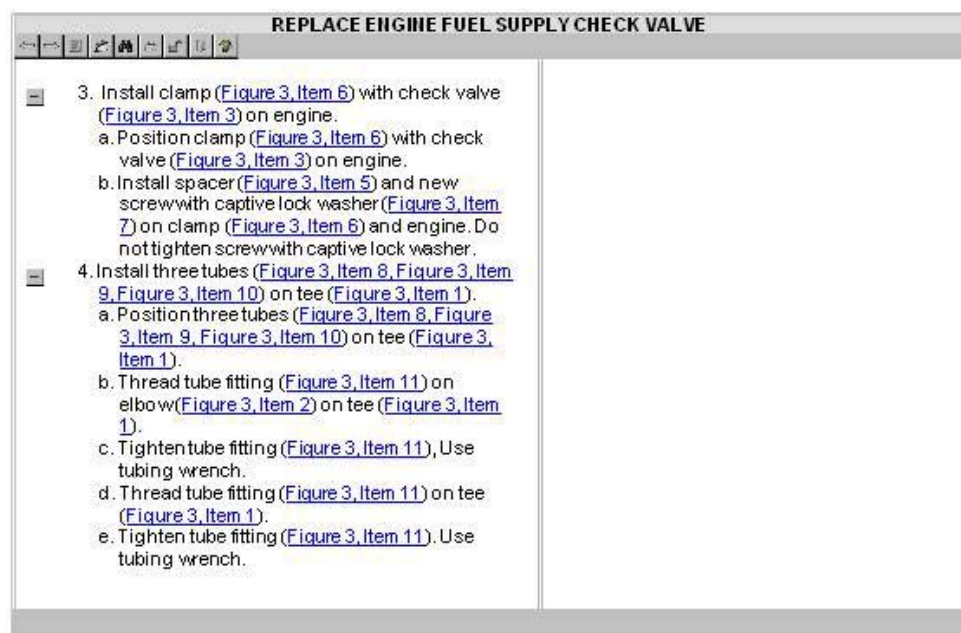 REPLACE ENGINE FUEL SUPPLY CHECK VALVE
3. Install clamp (Figure 3, Item 6) with check valve
(Figure 3, Item 3) on engine.
a. Position clamp (Figure 3, Item 6) with check
valve (Figure 3, Item 3) on engine.
b. Install spacer (Figure 3, Item 5) and new
screw with captive lock washer (Figure 3, Item
7) on clamp (Figure 3, Item 6) and engine. Do
not tighten screw with captive lock washer.
4. Install three tubes (Figure 3, Item 8, Figure 3, Item
9, Figure 3, Item 10) on tee (Figure 3, Item 1).
a. Position three tubes (Figure 3, Item 8, Figure
3, Item 9, Figure 3, Item 10) on tee (Figure 3,
Item 1).
b. Thread tube fitting (Figure 3, Item 11) on
elbow (Figure 3, Item 2) on tee (Figure 3, Item
1).
c. Tighten tube fitting (Figure 3, Item 11), Use
tubing wrench.
d. Thread tube fitting (Figure 3, Item 11) on tee
(Figure 3, Item 1).
e. Tighten tube fitting (Figure 3, Item 11). Use
tubing wrench.